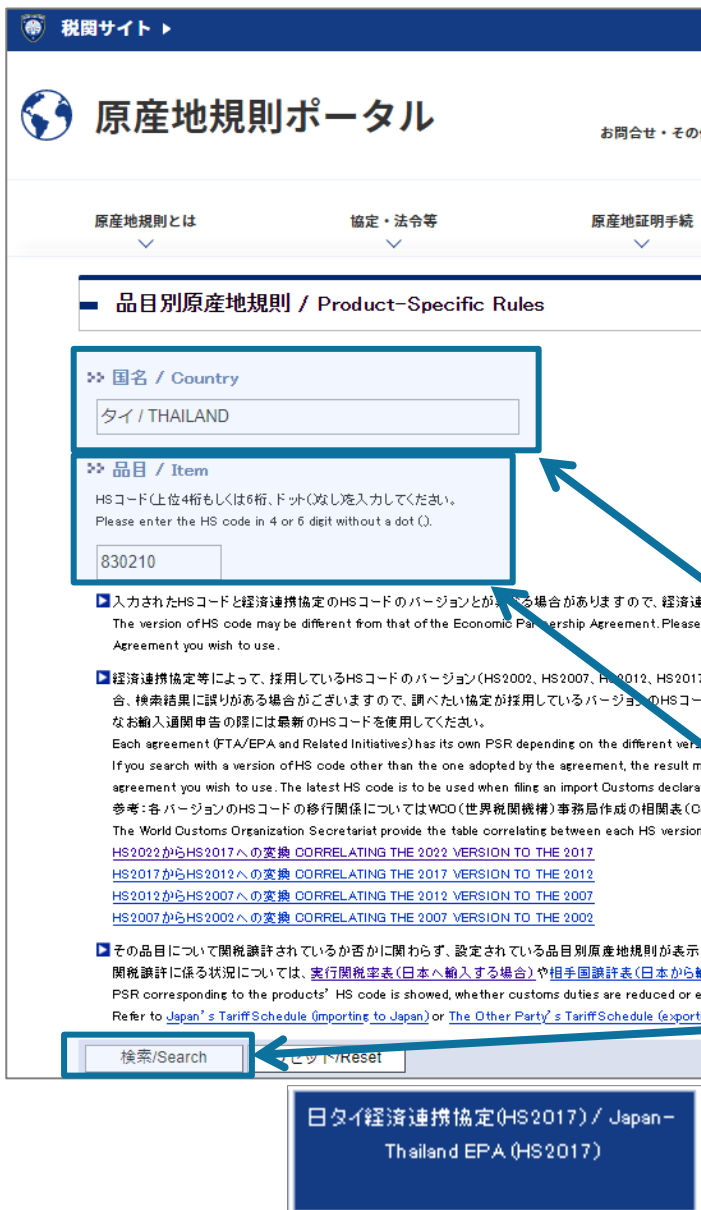 税関サイト
原産地規則ポータル
お問合せ・その
原産地規則とは 協定・法令等 原産地証明手続
品目別原産地規則 / Product-Specific Rules
国名 / Country
タイ / THAILAND
品目 / Item
HSコード(上位4桁もしくは6桁、ドット(.)なし)を入力してください。
Please enter the HS code in 4 or 6 digit without a dot (.).
830210
入力されたHSコードと経済連携協定のHSコードのバージョンとが る場合がありますので、経済連
The version of HS code may be different from that of the Economic Partnership Agreement. Please
Agreement you wish to use.
経済連携協定等によって、採用しているHSコードのバージョン(HS2002、HS2007、HS2012、HS2017
合、検索結果に誤りがある場合がございますので、調べたい協定が採用しているバージョンのHSコー
なお輸入通関申告の際には最新のHSコードを使用してください。
Each agreement (FTA/EPA and Related Initiatives) has its own PSR depending on the different
If you search with a version of HS code other than the one adopted by the agreement, the result m
agreement you wish to use. The latest HS code is to be used when filing an import Customs declara
参考:各バージョンのHSコードの移行関係についてはWCO(世界税関機構)事務局作成の相関表(C
The World Customs Organization Secretariat provide the table correlating between each HS version
HS2022からHS2017への変換 CORRELATING THE 2022 VERSION TO THE 2017
HS2017からHS2012への変換 CORRELATING THE 2017 VERSION TO THE 2012
HS2012からHS2007への変換 CORRELATING THE 2012 VERSION TO THE 2007
HS2007からHS2002への変換 CORRELATING THE 2007 VERSION TO THE 2002
その品目について関税譲許されているか否かに関わらず、設定されている品目別原産地規則が表示
関税譲許に係る状況については、実行関税率表(日本へ輸入する場合)や相手国譲許表(日本から輸
PSR corresponding to the products' HS code is showed, whether customs duties are reduced or e
Refer to Japan's Tariff Schedule (importing to Japan) or The Other Party's Tariff Schedule (export
検索/Search リセット/Reset
日タイ経済連携協定(HS2017) / Japan-
Thailand EPA (HS2017)